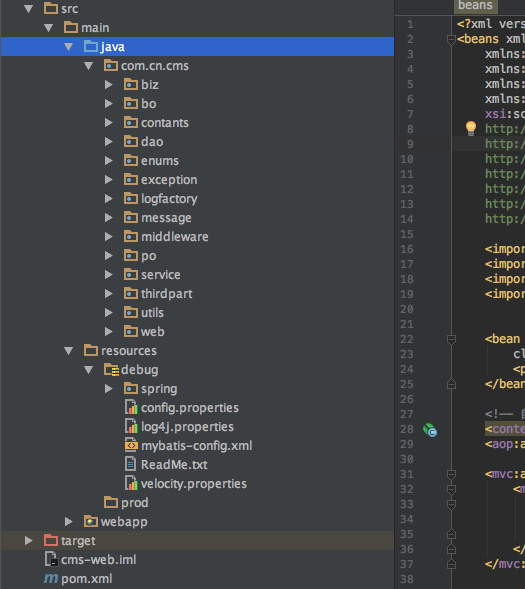 src
main
java
com.cn.cms
biz
bo
contants
dao
enums
exception
logfactory
message
middleware
po
service
thirdpart
utils
web
resources
debug
spring
config.properties
log4j.properties
mybatis-config.xml
ReadMe.txt
velocity.properties
prod
webapp
target
cms-web.iml
pom.xml
beans
1 <?xml vers
2 <beans xml
3 xmlns:
4 xmlns:
5 xmlns:
6 xmlns:
7 xsi:sc
8 http:/
9 http:/
10 http:/
11 http:/
12 http:/
13 http:/
14 http:/
15
16 <impor
17 <impor
18 <impor
19 <impor
20
21
22 <bean
23 cl
24 <p
25 </bean
26
27 <!--
28 <conte
29 <aop:a
30
31 <mvc:a
32 <m
33
34
35
36 </
37 </mvc:
38